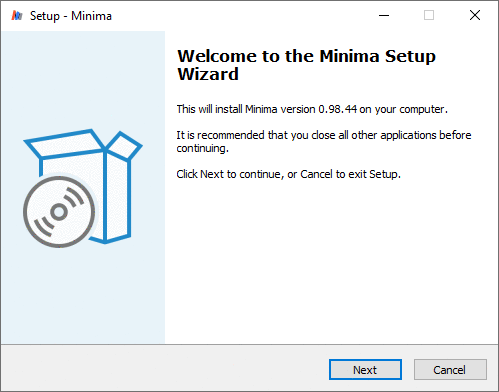 Setup - Minima
Welcome to the Minima Setup
Wizard
This will install Minima version 0.98.44 on your computer.
It is recommended that you close all other applications before
continuing.
Click Next to continue, or Cancel to exit Setup.
Next
Cancel